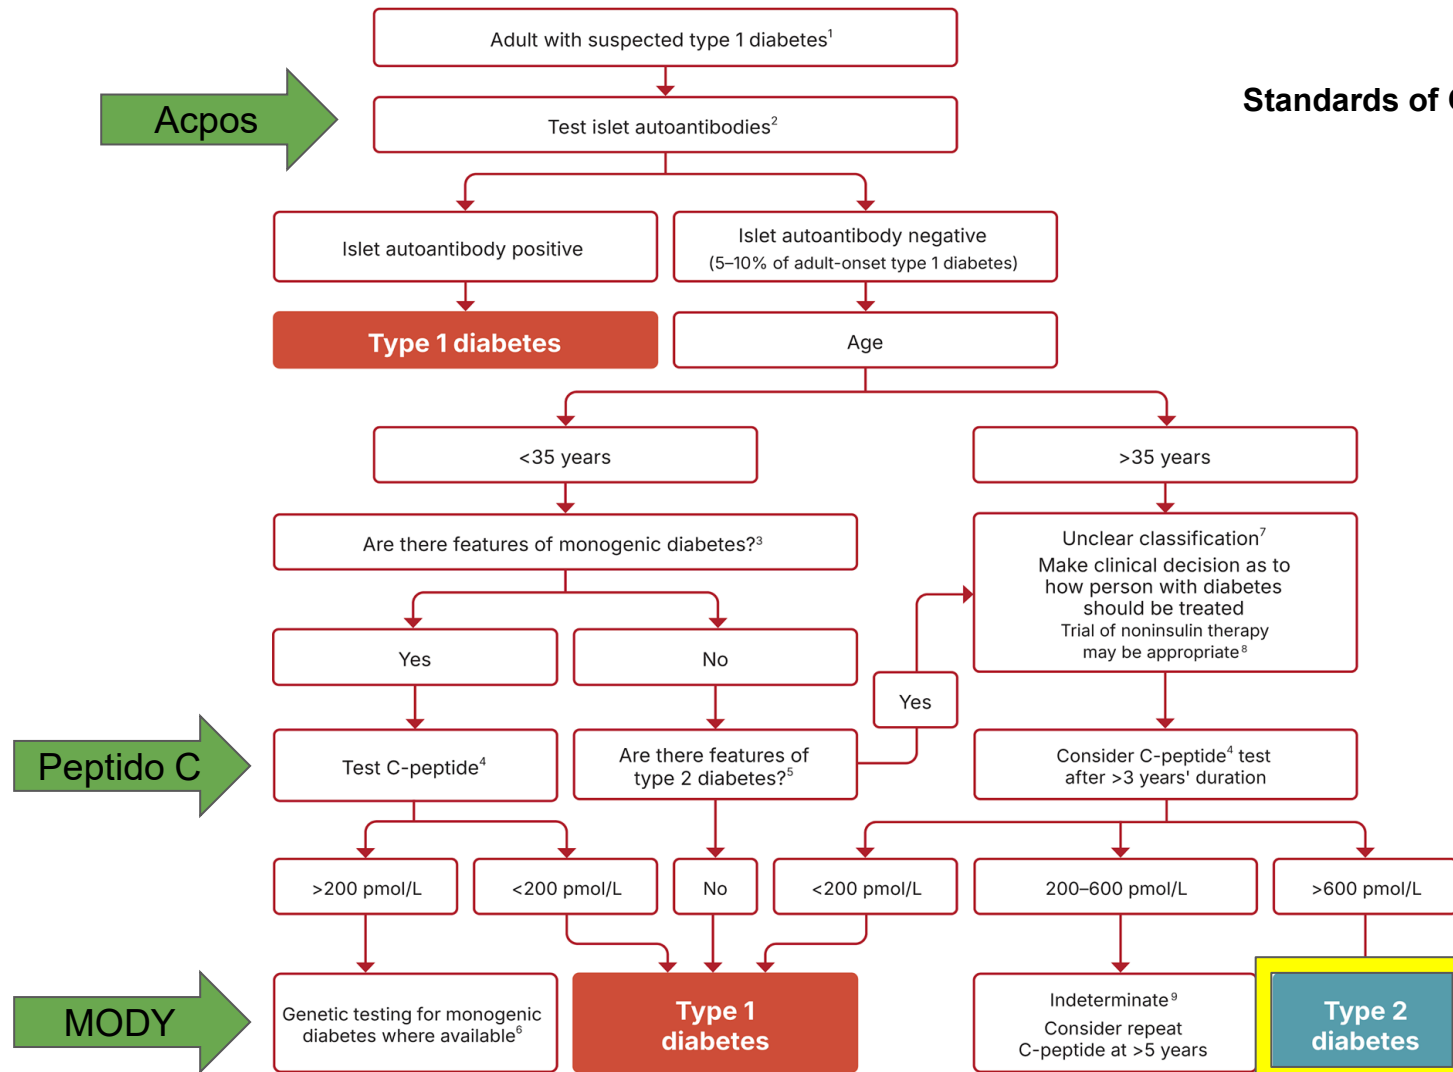 Adult with suspected type 1 diabetes¹
Standards of
Acpos
Test islet autoantibodies²
Islet autoantibody positive
Islet autoantibody negative
(5–10% of adult-onset type 1 diabetes)
Type 1 diabetes
Age
<35 years
>35 years
Are there features of monogenic diabetes?³
Unclear classification⁷
Make clinical decision as to
how person with diabetes
should be treated
Trial of noninsulin therapy
may be appropriate⁸
Yes
No
Yes
Peptido C
Test C-peptide⁴
Are there features of
type 2 diabetes?⁵
Consider C-peptide⁴ test
after >3 years' duration
>200 pmol/L
<200 pmol/L
No
<200 pmol/L
200–600 pmol/L
>600 pmol/L
MODY
Genetic testing for monogenic
diabetes where available⁶
Type 1
diabetes
Indeterminate⁹
Consider repeat
C-peptide at >5 years
Type 2
diabetes